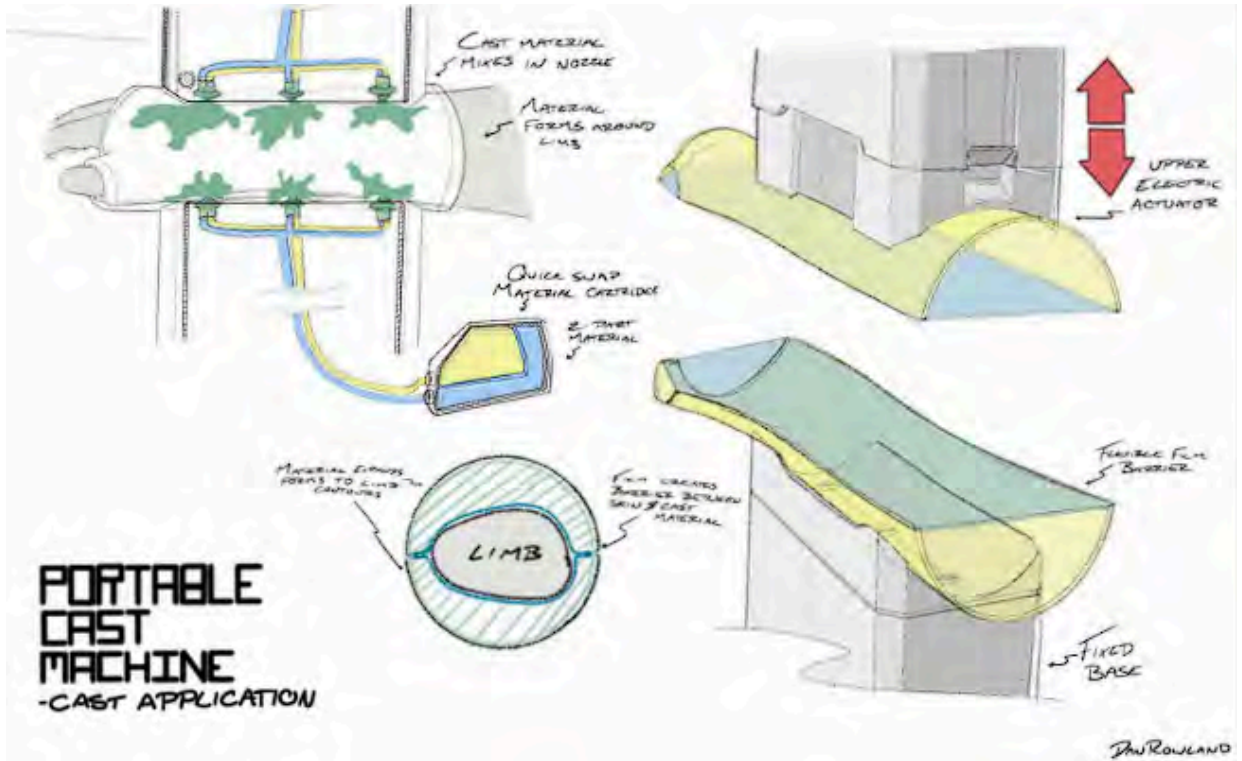 CAST MATERIAL
MIXES IN NOZZLE
MATERIAL
FORMS AROUND
LIMB
UPPER
ELECTRIC
ACTUATOR
QUICK SWAP
MATERIAL CARTRIDGE
2 PART
MATERIAL
FLEXIBLE FILM
BARRIER
MATERIAL EXPANDS
FORMS TO LIMB
CONTOURS
FILM CREATES
BARRIER BETWEEN
SKIN & CAST
MATERIAL
LIMB
PORTABLE
CAST
MACHINE
-CAST APPLICATION
FIXED
BASE
DAN ROWLAND